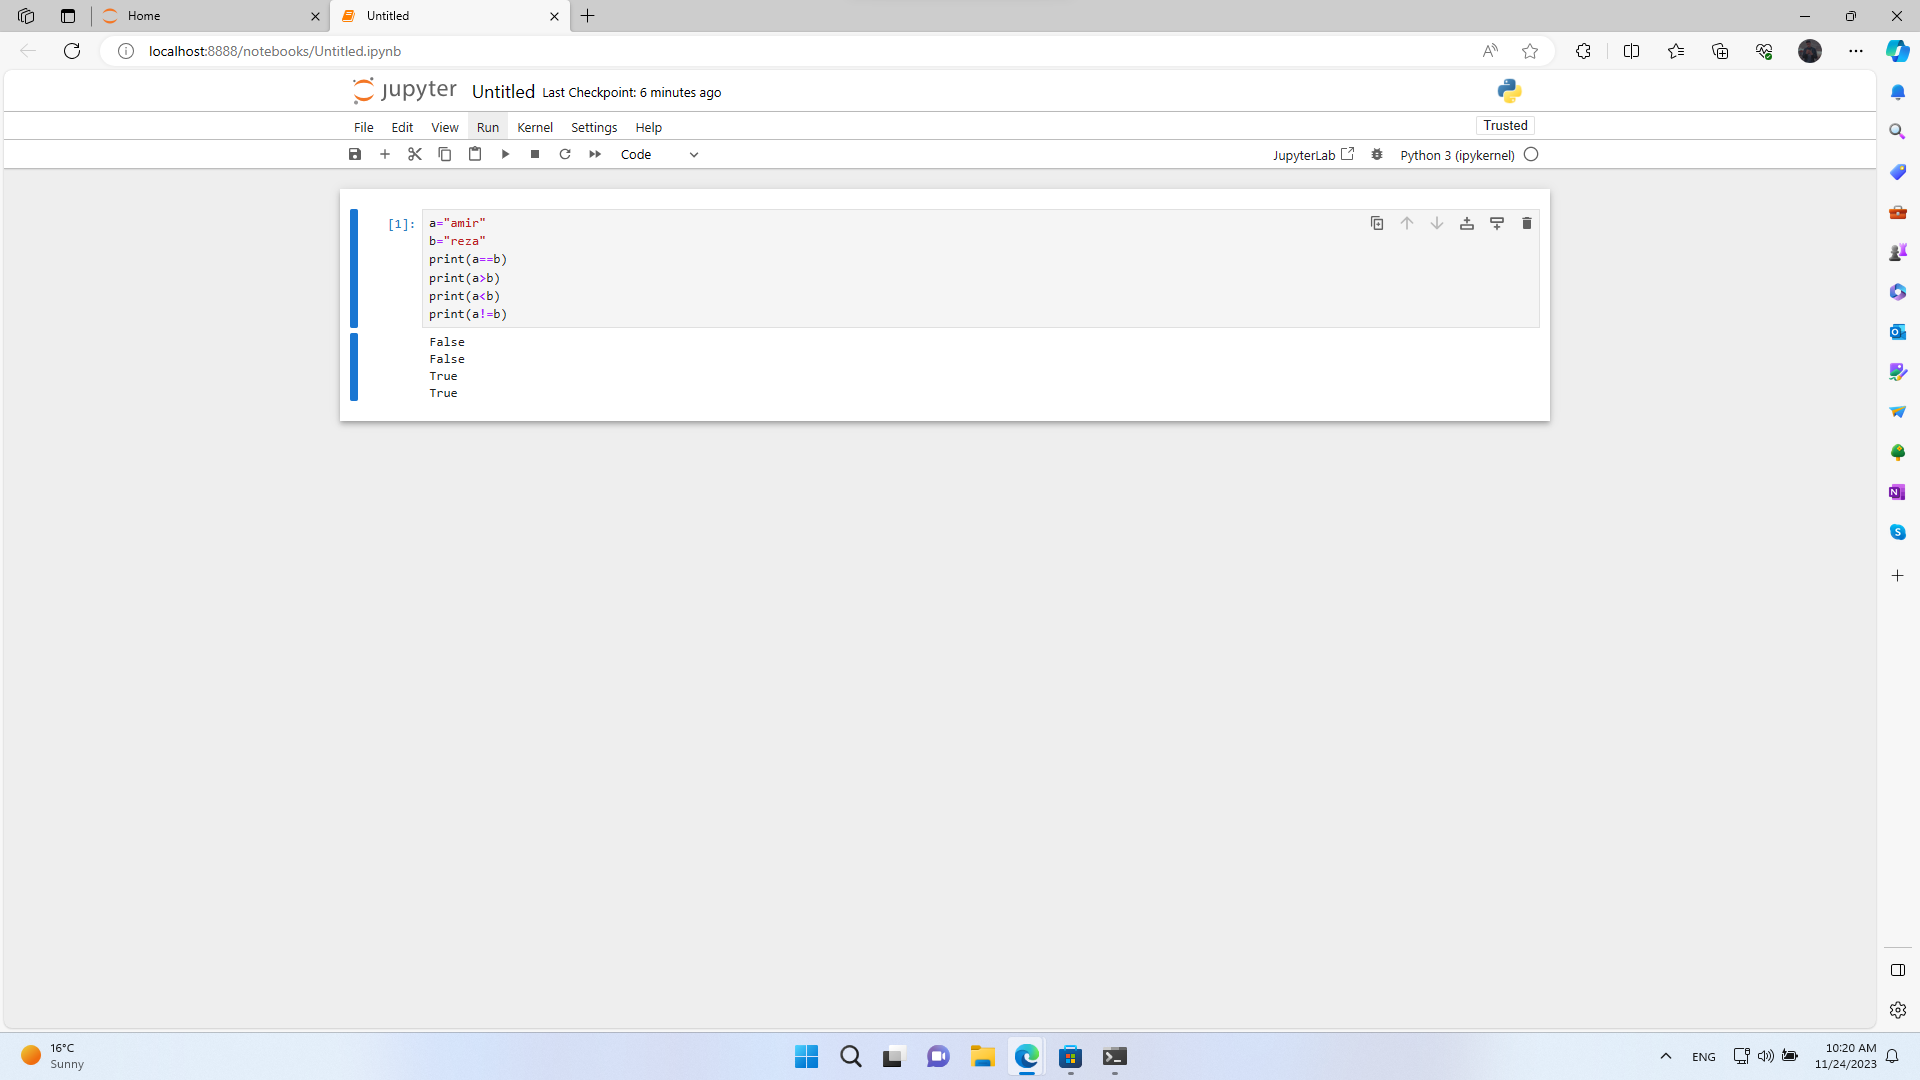 Home
Untitled
localhost:8888/notebooks/Untitled.ipynb
jupyter Untitled Last Checkpoint: 6 minutes ago
File Edit View Run Kernel Settings Help
Trusted
Code
JupyterLab
Python 3 (ipykernel)
[1]:
a="amir"
b="reza"
print(a==b)
print(a>b)
print(a<b)
print(a!=b)
False
False
True
True
16°C
Sunny
ENG
10:20 AM
11/24/2023